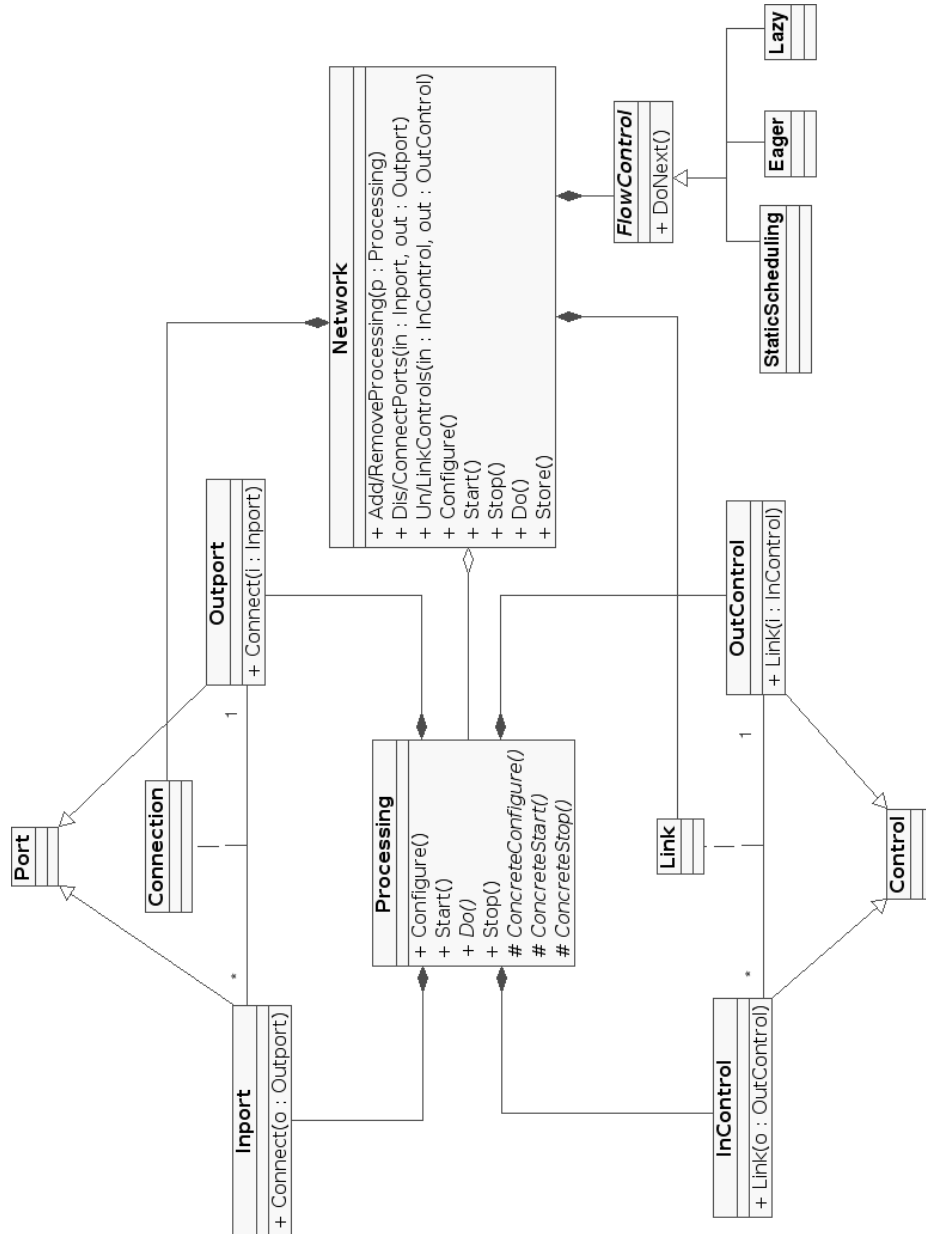 Port
Connection
Inport
+ Connect(o : Outport)
*
1
Outport
+ Connect(i : Inport)
Processing
+ Configure()
+ Start()
+ Do()
+ Stop()
# ConcreteConfigure()
# ConcreteStart()
# ConcreteStop()
Network
+ Add/RemoveProcessing(p : Processing)
+ Dis/ConnectPorts(in : Inport, out : Outport)
+ Un/LinkControls(in : InControl, out : OutControl)
+ Configure()
+ Start()
+ Stop()
+ Do()
+ Store()
FlowControl
+ DoNext()
StaticScheduling
Eager
Lazy
Link
InControl
+ Link(o : OutControl)
*
1
OutControl
+ Link(i : InControl)
Control